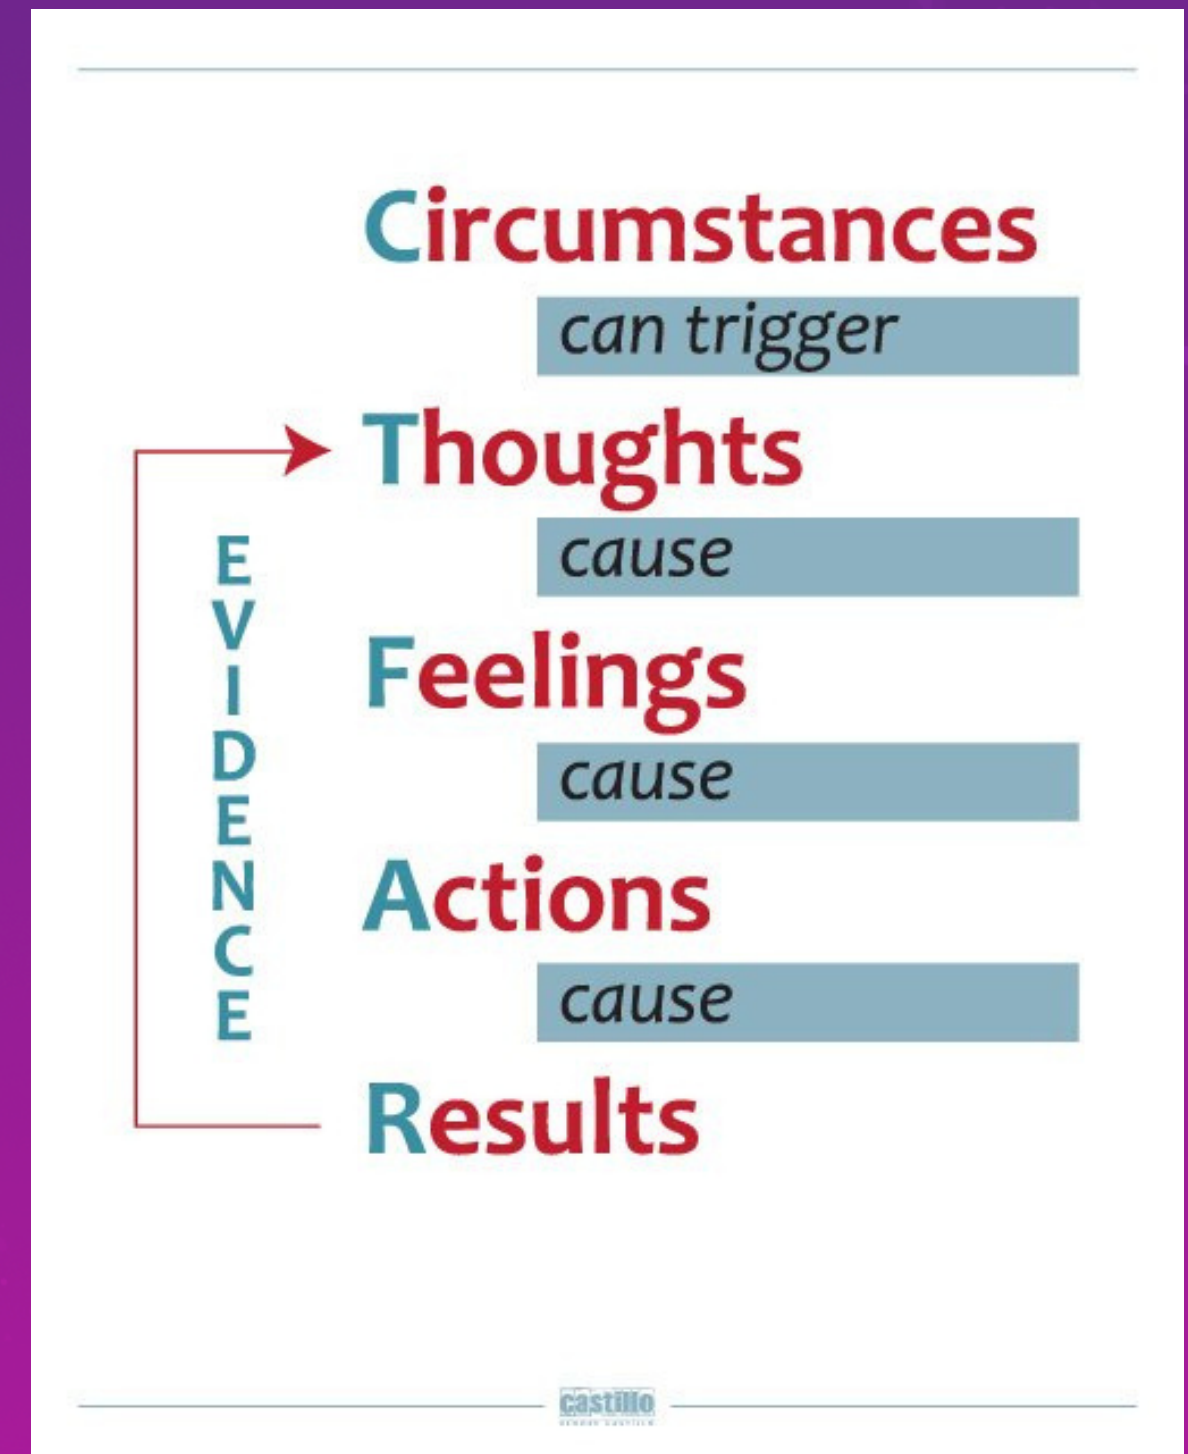 Circumstances
can trigger
Thoughts
cause
Feelings
cause
Actions
cause
Results
EVIDENCE
castillo